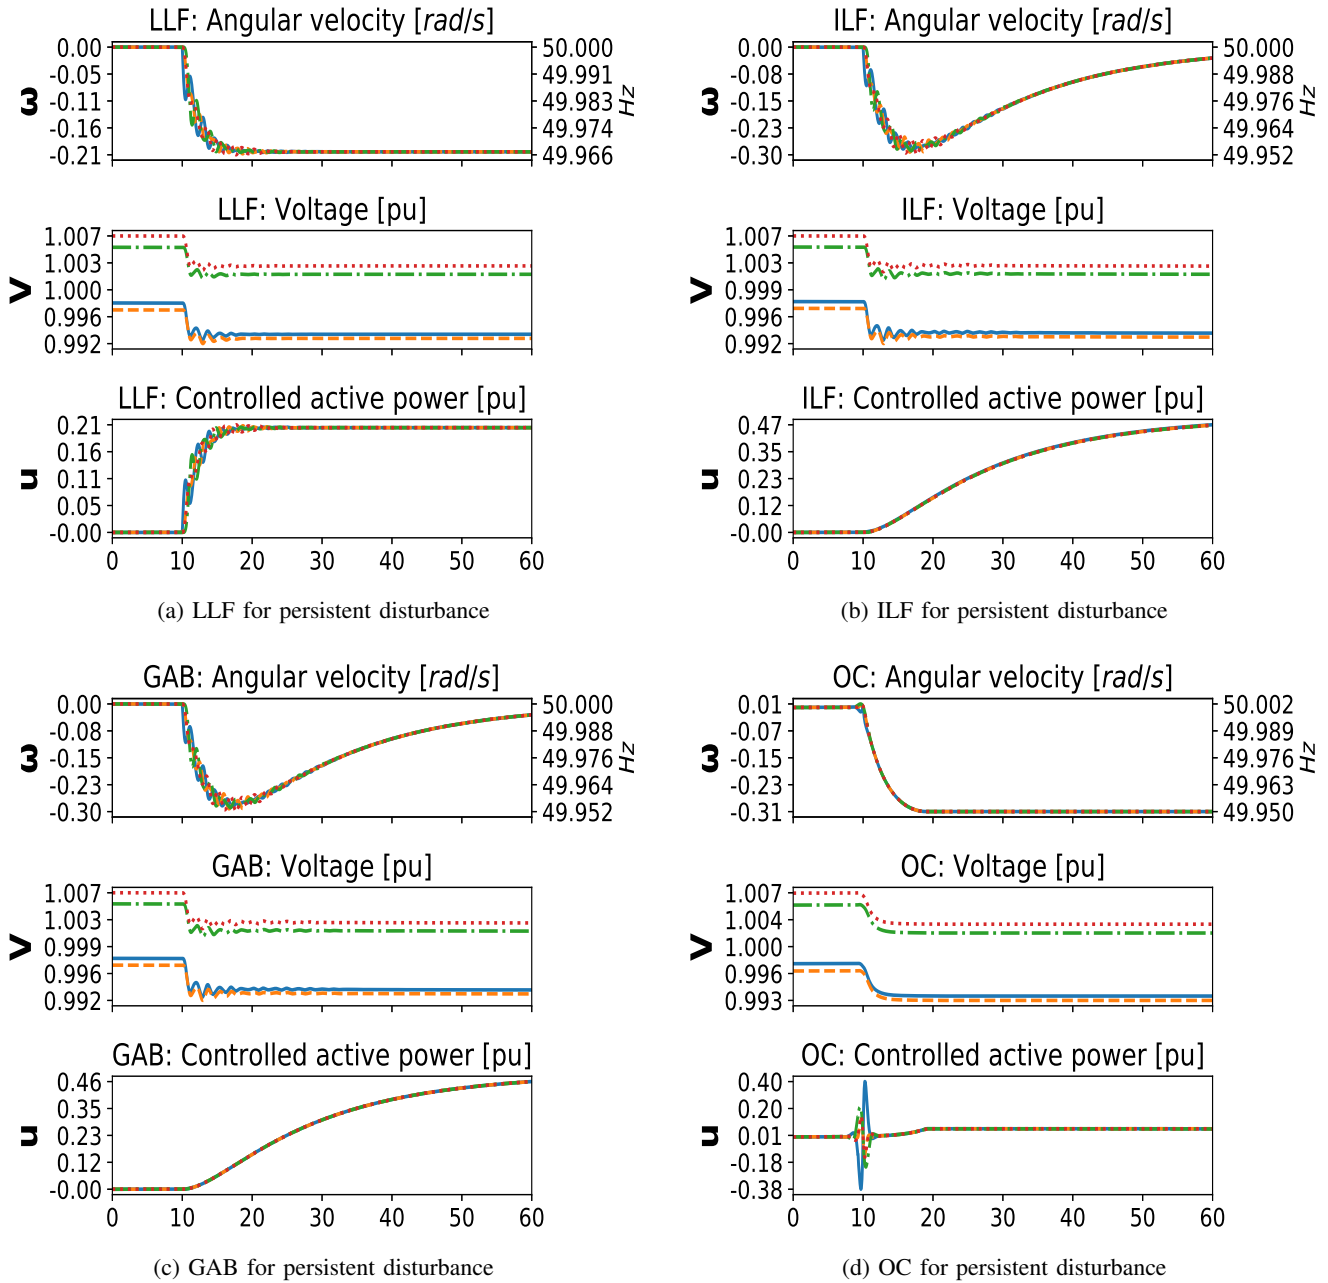 LLF: Angular velocity [rad/s]
0.00
-0.05
-0.11
-0.16
-0.21
ω
50.000
49.991
49.983
49.974
49.966
Hz
LLF: Voltage [pu]
1.007
1.003
1.000
0.996
0.992
V
LLF: Controlled active power [pu]
0.21
0.16
0.11
0.05
-0.00
u
0 10 20 30 40 50 60
(a) LLF for persistent disturbance
ILF: Angular velocity [rad/s]
0.00
-0.08
-0.15
-0.23
-0.30
ω
50.000
49.988
49.976
49.964
49.952
Hz
ILF: Voltage [pu]
1.007
1.003
0.999
0.996
0.992
V
ILF: Controlled active power [pu]
0.47
0.35
0.23
0.12
-0.00
u
0 10 20 30 40 50 60
(b) ILF for persistent disturbance
GAB: Angular velocity [rad/s]
0.00
-0.08
-0.15
-0.23
-0.30
ω
50.000
49.988
49.976
49.964
49.952
Hz
GAB: Voltage [pu]
1.007
1.003
0.999
0.996
0.992
V
GAB: Controlled active power [pu]
0.46
0.35
0.23
0.12
-0.00
u
0 10 20 30 40 50 60
(c) GAB for persistent disturbance
OC: Angular velocity [rad/s]
0.01
-0.07
-0.15
-0.23
-0.31
ω
50.002
49.989
49.976
49.963
49.950
Hz
OC: Voltage [pu]
1.007
1.004
1.000
0.996
0.993
V
OC: Controlled active power [pu]
0.40
0.20
0.01
-0.18
-0.38
u
0 10 20 30 40 50 60
(d) OC for persistent disturbance